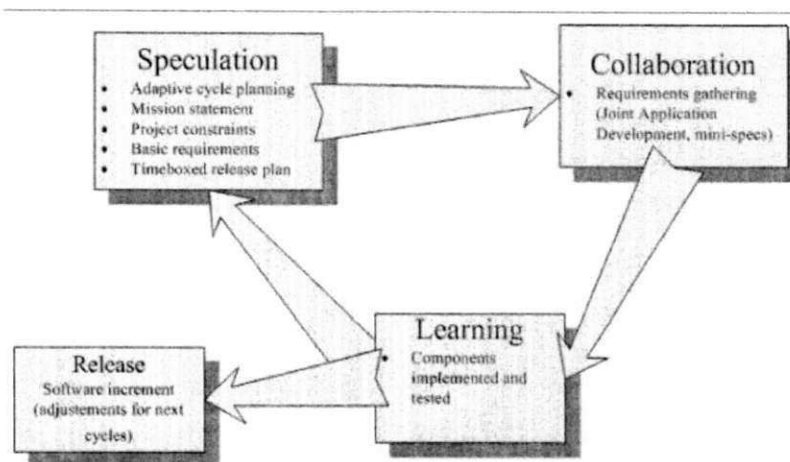 Speculation
• Adaptive cycle planning
• Mission statement
• Project constraints
• Basic requirements
• Timeboxed release plan
Collaboration
• Requirements gathering
(Joint Application
Development, mini-specs)
Learning
• Components
implemented and
tested
Release
Software increment
(adjustements for next
cycles)